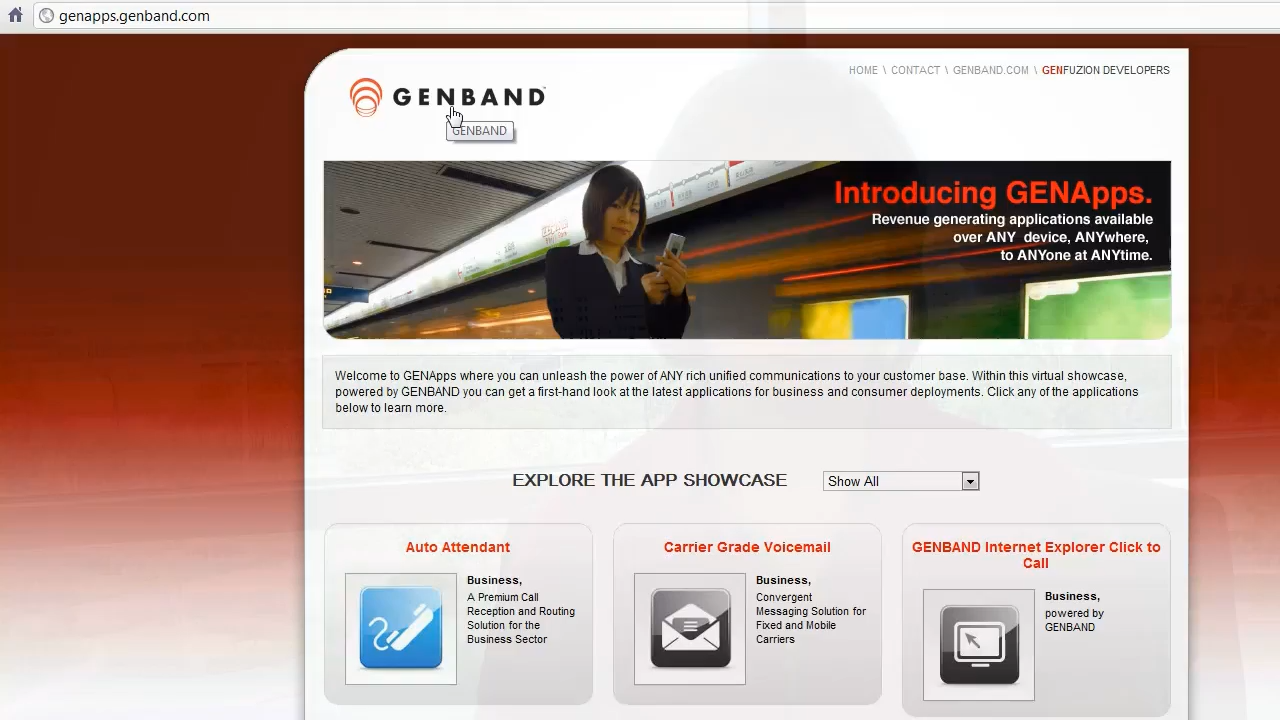 genapps.genband.com
HOME \ CONTACT \ GENBAND.COM \ GENFUZION DEVELOPERS
GENBAND
GENBAND
Introducing GENApps.
Revenue generating applications available
over ANY device, ANYwhere,
to ANYone at ANYtime.
Welcome to GENApps where you can unleash the power of ANY rich unified communications to your customer base. Within this virtual showcase,
powered by GENBAND you can get a first-hand look at the latest applications for business and consumer deployments. Click any of the applications
below to learn more.
EXPLORE THE APP SHOWCASE
Show All
Auto Attendant
Business,
A Premium Call
Reception and Routing
Solution for the
Business Sector
Carrier Grade Voicemail
Business,
Convergent
Messaging Solution for
Fixed and Mobile
Carriers
GENBAND Internet Explorer Click to
Call
Business,
powered by
GENBAND